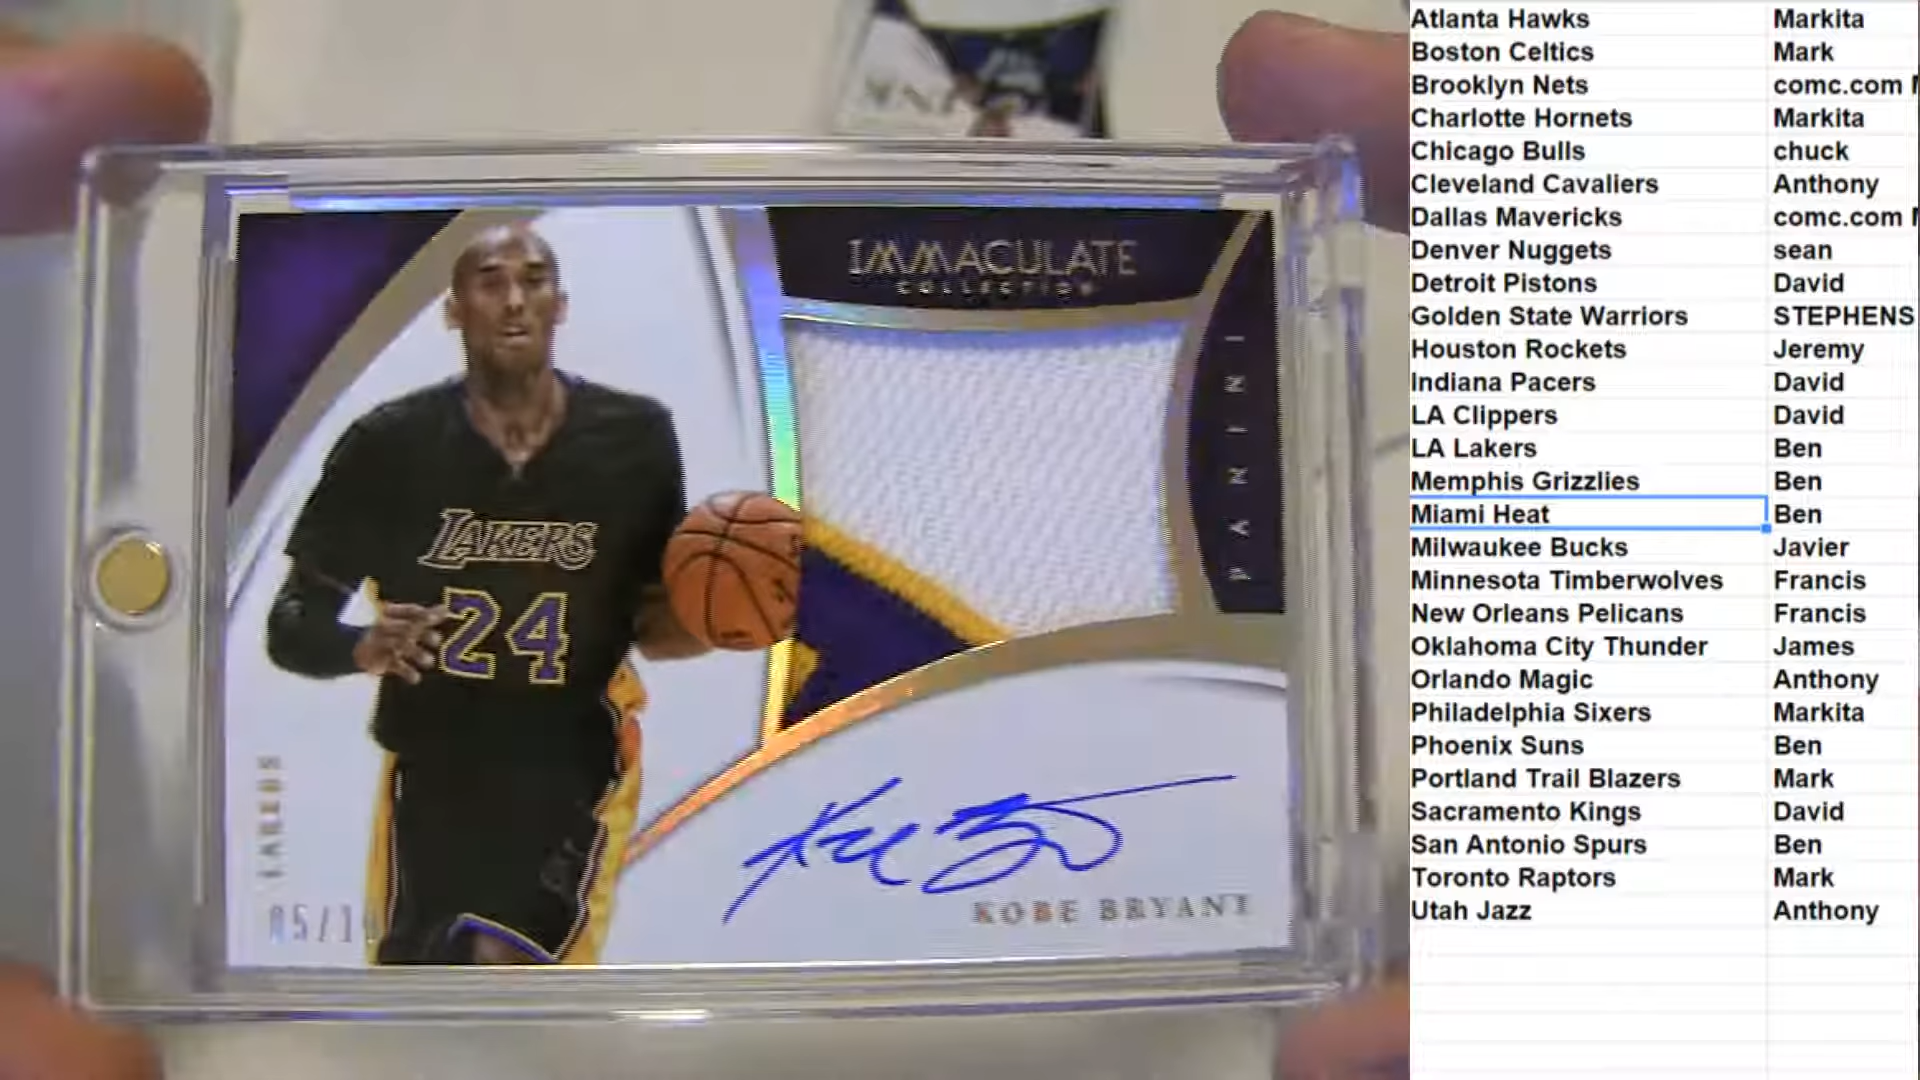 IMMACULATE
COLLECTION
PANINI
LAKERS
24
LAKERS
KOBE BRYANT
Atlanta Hawks Markita
Boston Celtics Mark
Brooklyn Nets comc.com
Charlotte Hornets Markita
Chicago Bulls chuck
Cleveland Cavaliers Anthony
Dallas Mavericks comc.com
Denver Nuggets sean
Detroit Pistons David
Golden State Warriors STEPHENS
Houston Rockets Jeremy
Indiana Pacers David
LA Clippers David
LA Lakers Ben
Memphis Grizzlies Ben
Miami Heat Ben
Milwaukee Bucks Javier
Minnesota Timberwolves Francis
New Orleans Pelicans Francis
Oklahoma City Thunder James
Orlando Magic Anthony
Philadelphia Sixers Markita
Phoenix Suns Ben
Portland Trail Blazers Mark
Sacramento Kings David
San Antonio Spurs Ben
Toronto Raptors Mark
Utah Jazz Anthony